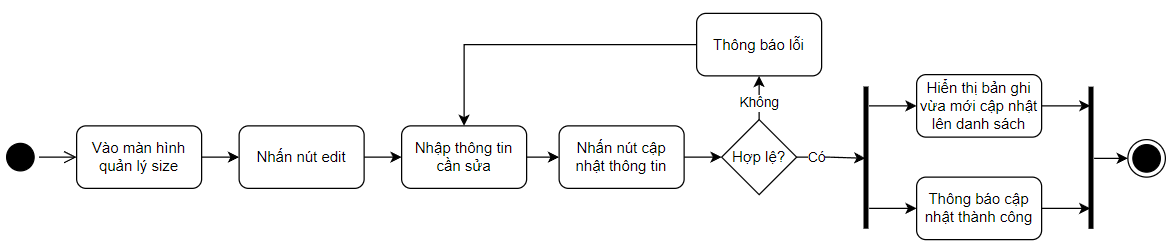 Thông báo lỗi
Không
Vào màn hình
quản lý size
Nhấn nút edit
Nhập thông tin
cần sửa
Nhấn nút cập
nhật thông tin
Hợp lệ?
Có
Hiển thị bản ghi
vừa mới cập nhật
lên danh sách
Thông báo cập
nhật thành công